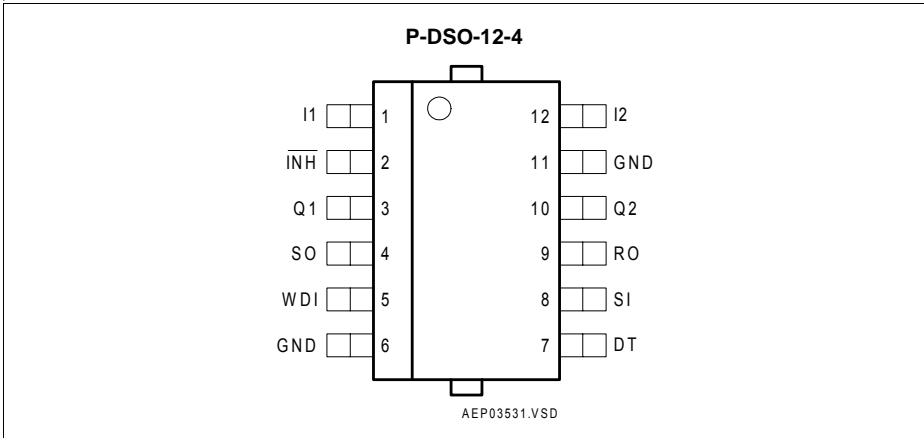 P-DSO-12-4
I1 1 12 I2
INH 2 11 GND
Q1 3 10 Q2
SO 4 9 RO
WDI 5 8 SI
GND 6 7 DT
AEP03531.VSD